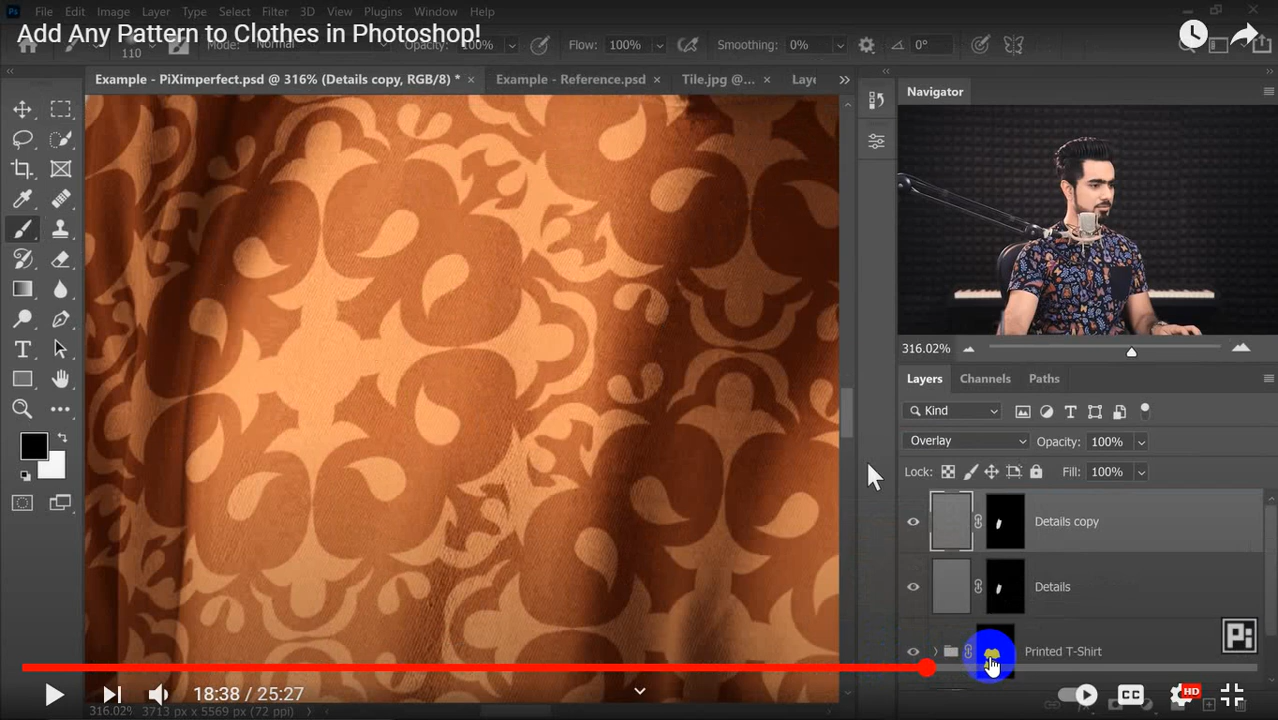 Ps File Edit Image Layer Type Select Filter 3D View Plugins Window Help
Add Any Pattern to Clothes in Photoshop!
110 Mode: Normal Opacity: 100% Flow: 100% Smoothing: 0% 0°
Example - PiXimperfect.psd @ 316% (Details copy, RGB/8) * × Example - Reference.psd × Tile.jpg @... × Laye
Navigator
316.02%
Layers Channels Paths
Kind
Overlay Opacity: 100%
Lock: Fill: 100%
Details copy
Details
Pi
Printed T-Shirt
18:38 / 25:27 CC HD
316.02% 3713 px x 5569 px (72 ppi)